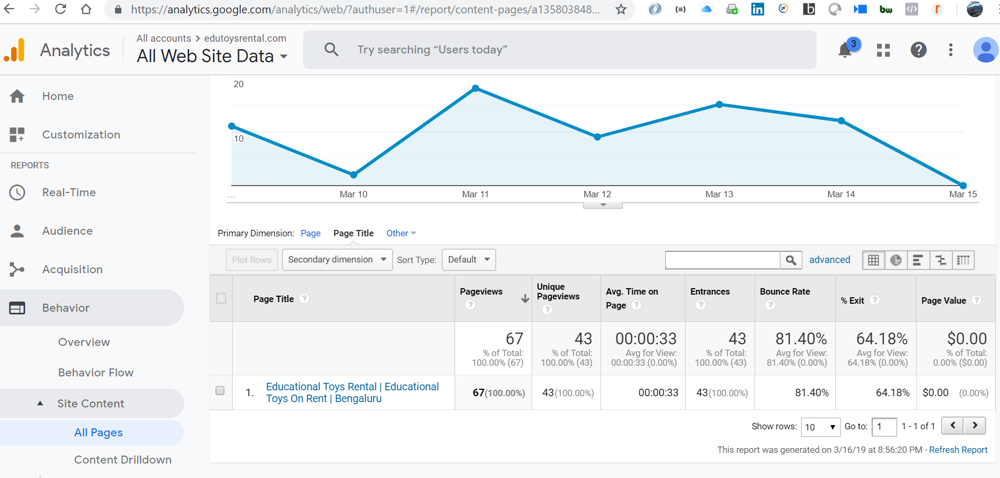 https://analytics.google.com/analytics/web/?authuser=1#/report/content-pages/a135803848...
Analytics
All accounts > edutoysrental.com
All Web Site Data
Try searching “Users today”
3
Home
Customization
REPORTS
Real-Time
Audience
Acquisition
Behavior
Overview
Behavior Flow
Site Content
All Pages
Content Drilldown
20
10
... Mar 10 Mar 11 Mar 12 Mar 13 Mar 14 Mar 15
Primary Dimension: Page Page Title Other
Plot Rows Secondary dimension Sort Type: Default advanced
Page Title ? Pageviews ? Unique Pageviews ? Avg. Time on Page ? Entrances ? Bounce Rate ? % Exit ? Page Value ?
67 43 00:00:33 43 81.40% 64.18% $0.00
% of Total: % of Total: Avg for View: % of Total: Avg for View: Avg for View: % of Total:
100.00% (67) 100.00% (43) 00:00:33 (0.00%) 100.00% (43) 81.40% (0.00%) 64.18% (0.00%) 0.00% ($0.00)
1. Educational Toys Rental | Educational
Toys On Rent | Bengaluru
67(100.00%) 43(100.00%) 00:00:33 43(100.00%) 81.40% 64.18% $0.00 (0.00%)
Show rows: 10 Go to: 1 1 - 1 of 1
This report was generated on 3/16/19 at 8:56:20 PM - Refresh Report